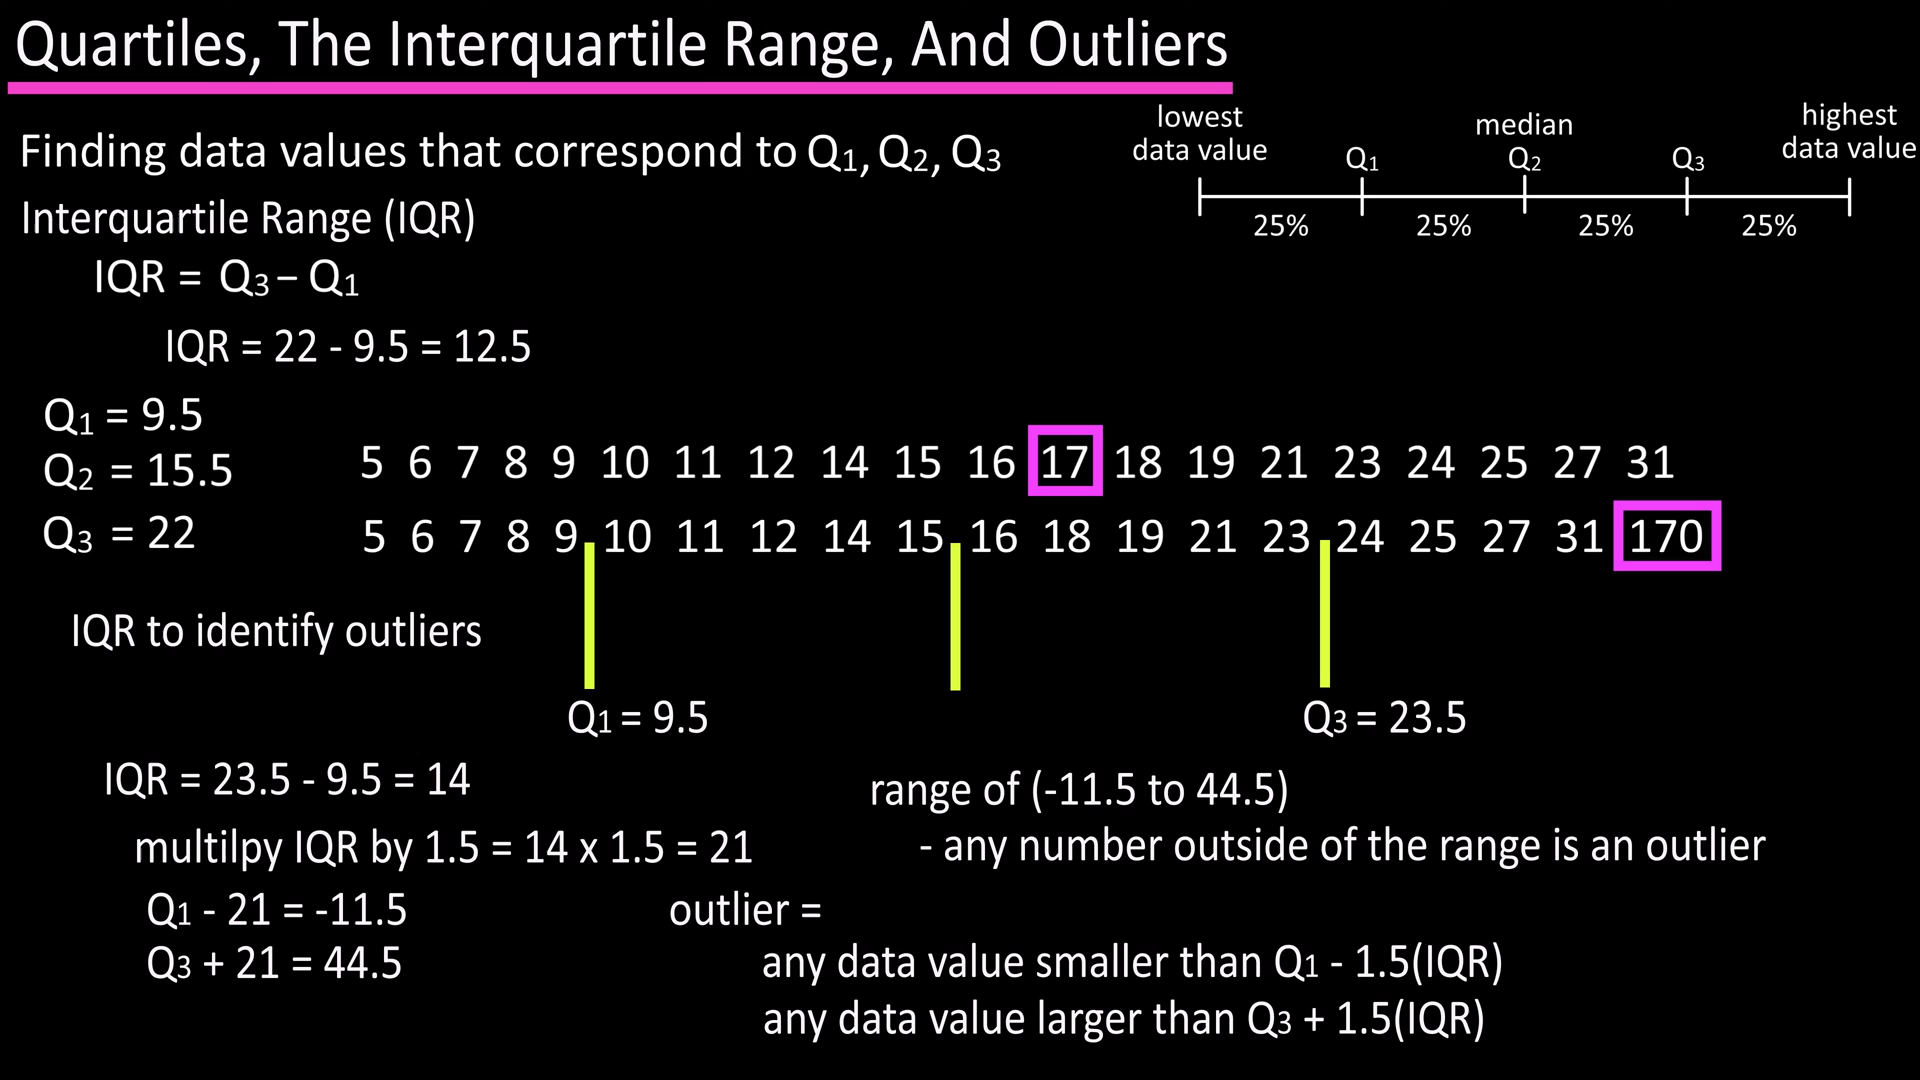 Quartiles, The Interquartile Range, And Outliers
lowest
data value
median
highest
data value
Q1
Q2
Q3
25% 25% 25% 25%
Finding data values that correspond to Q1, Q2, Q3
Interquartile Range (IQR)
IQR = Q3 – Q1
IQR = 22 - 9.5 = 12.5
Q1 = 9.5
Q2 = 15.5
Q3 = 22
5 6 7 8 9 10 11 12 14 15 16 17 18 19 21 23 24 25 27 31
5 6 7 8 9 10 11 12 14 15 16 18 19 21 23 24 25 27 31 170
IQR to identify outliers
Q1 = 9.5
Q3 = 23.5
IQR = 23.5 - 9.5 = 14
multilpy IQR by 1.5 = 14 x 1.5 = 21
Q1 - 21 = -11.5
Q3 + 21 = 44.5
range of (-11.5 to 44.5)
- any number outside of the range is an outlier
outlier =
any data value smaller than Q1 - 1.5(IQR)
any data value larger than Q3 + 1.5(IQR)